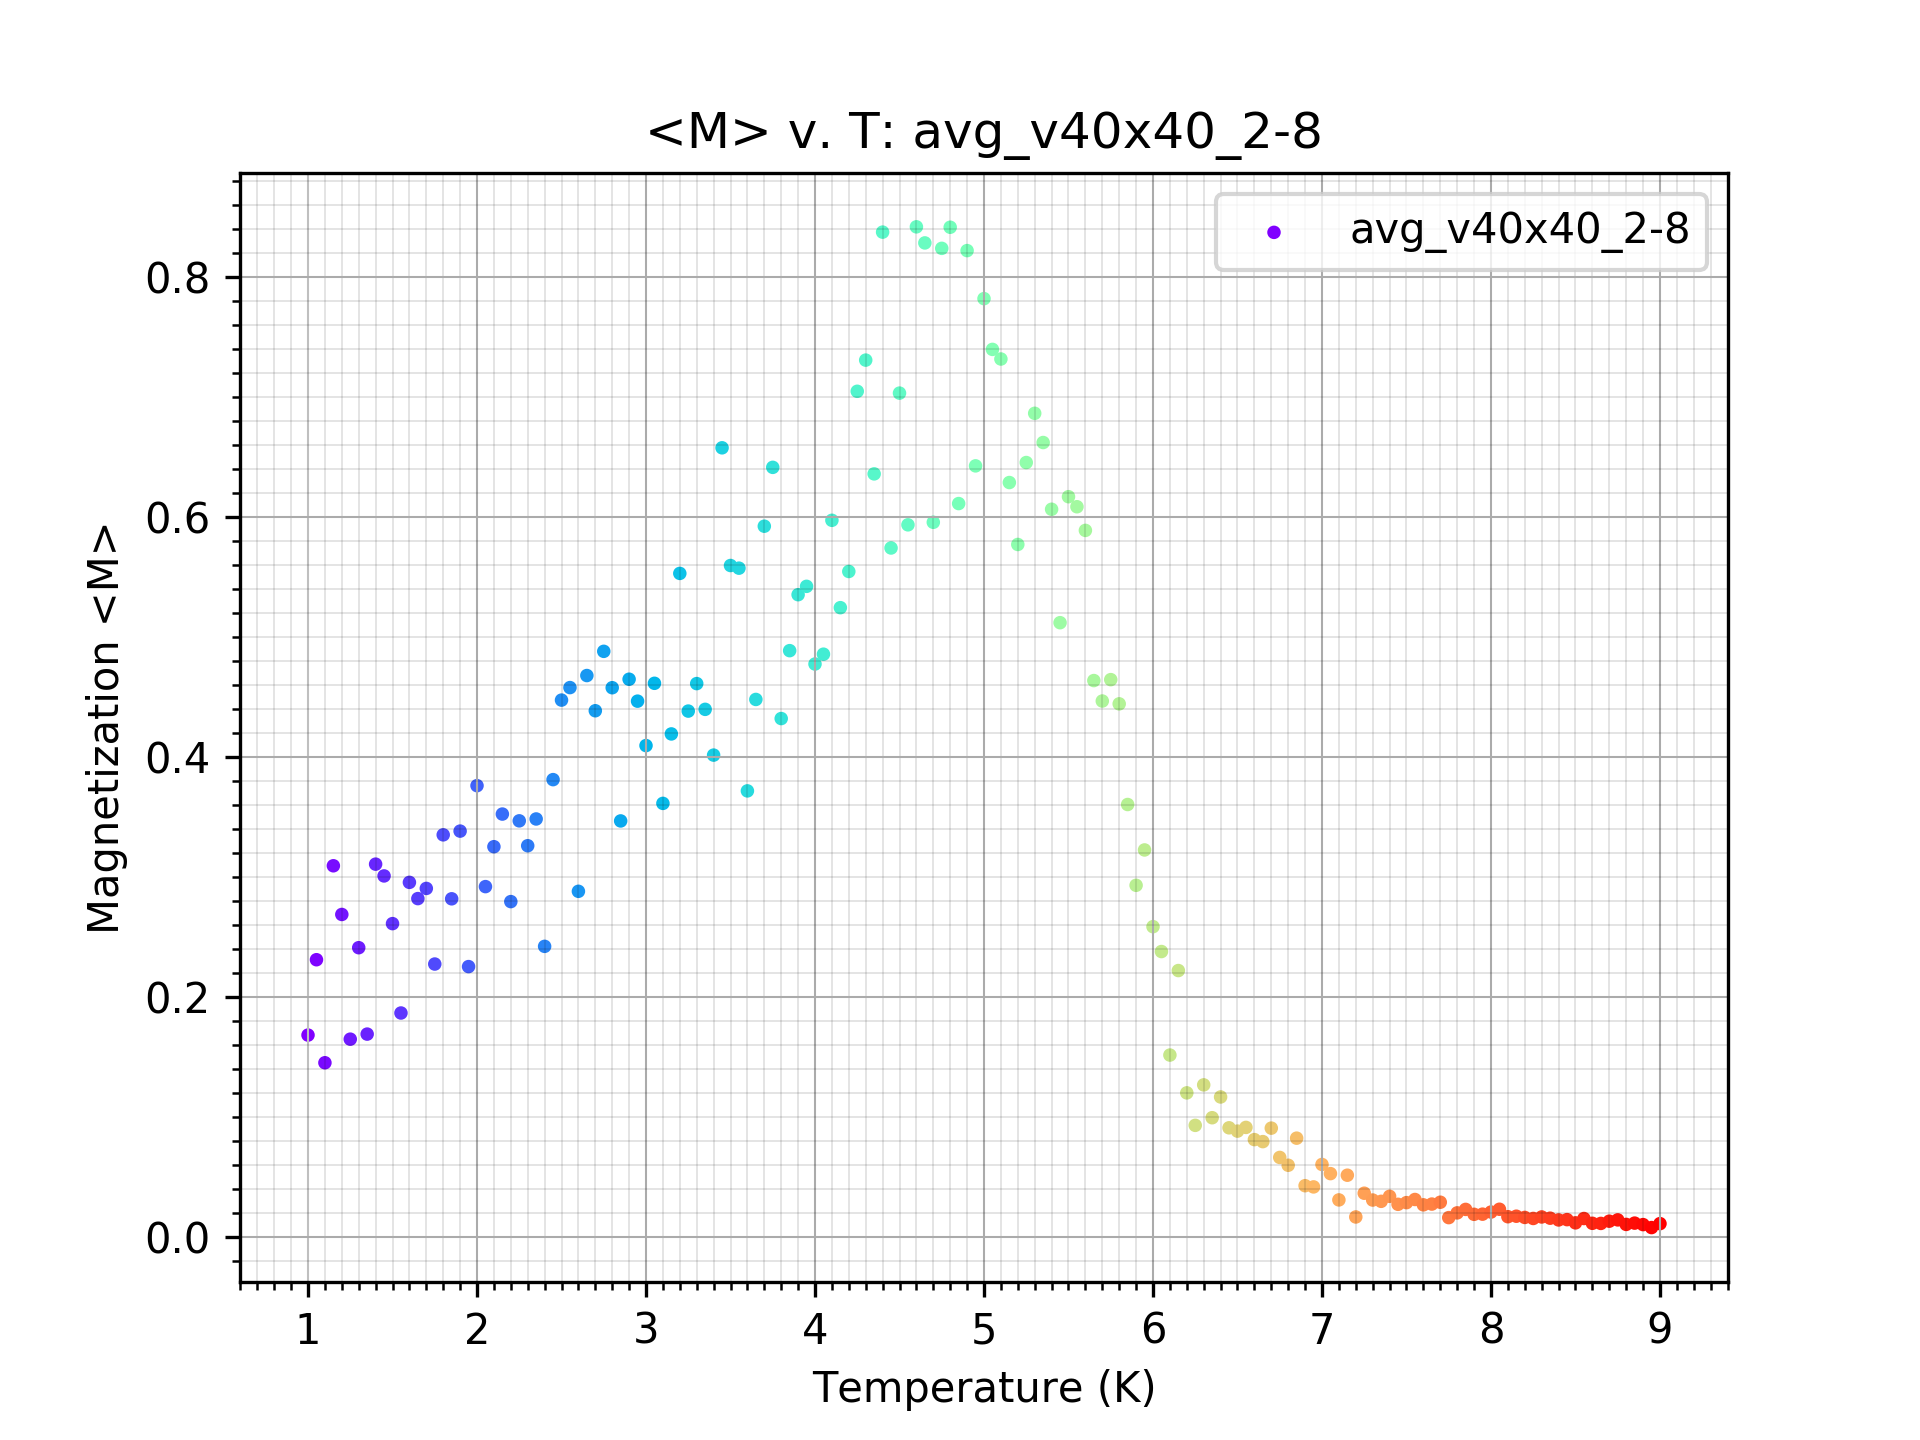 <M> v. T: avg_v40x40_2-8
avg_v40x40_2-8
Magnetization <M>
0.8
0.6
0.4
0.2
0.0
1 2 3 4 5 6 7 8 9
Temperature (K)